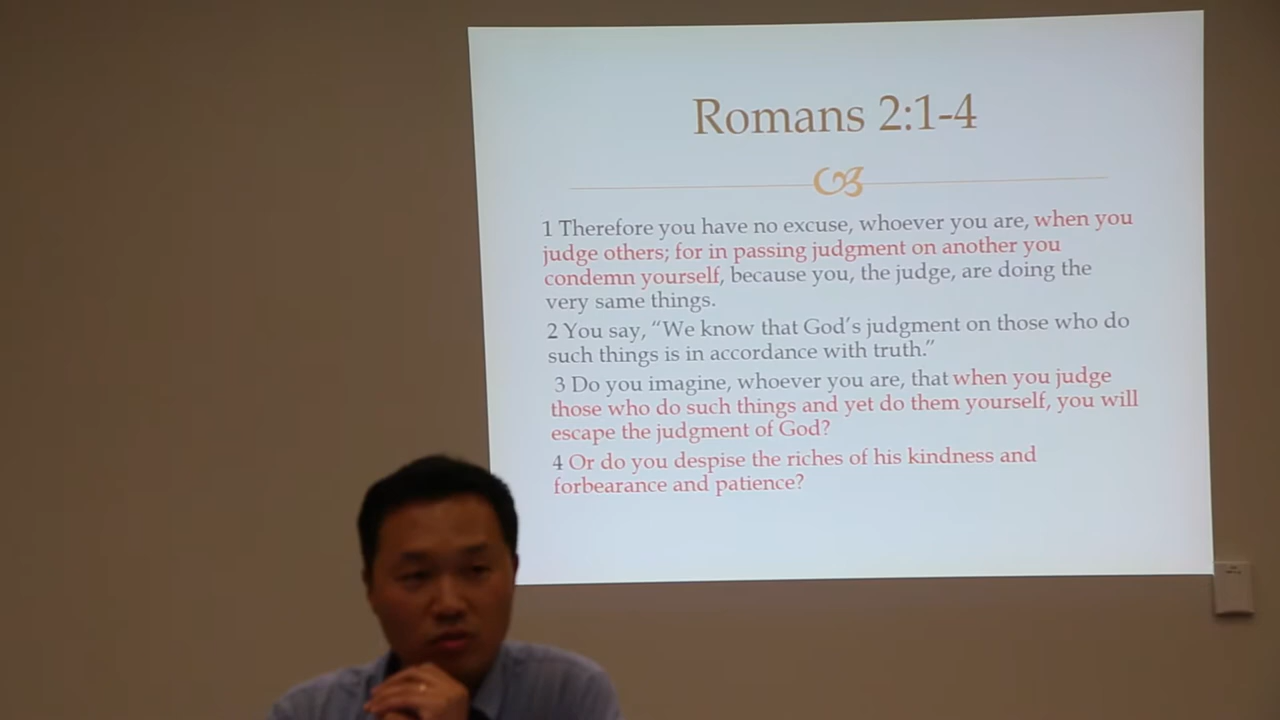 Romans 2:1-4
1 Therefore you have no excuse, whoever you are, when you
judge others; for in passing judgment on another you
condemn yourself, because you, the judge, are doing the
very same things.
2 You say, “We know that God’s judgment on those who do
such things is in accordance with truth.”
3 Do you imagine, whoever you are, that when you judge
those who do such things and yet do them yourself, you will
escape the judgment of God?
4 Or do you despise the riches of his kindness and
forbearance and patience?